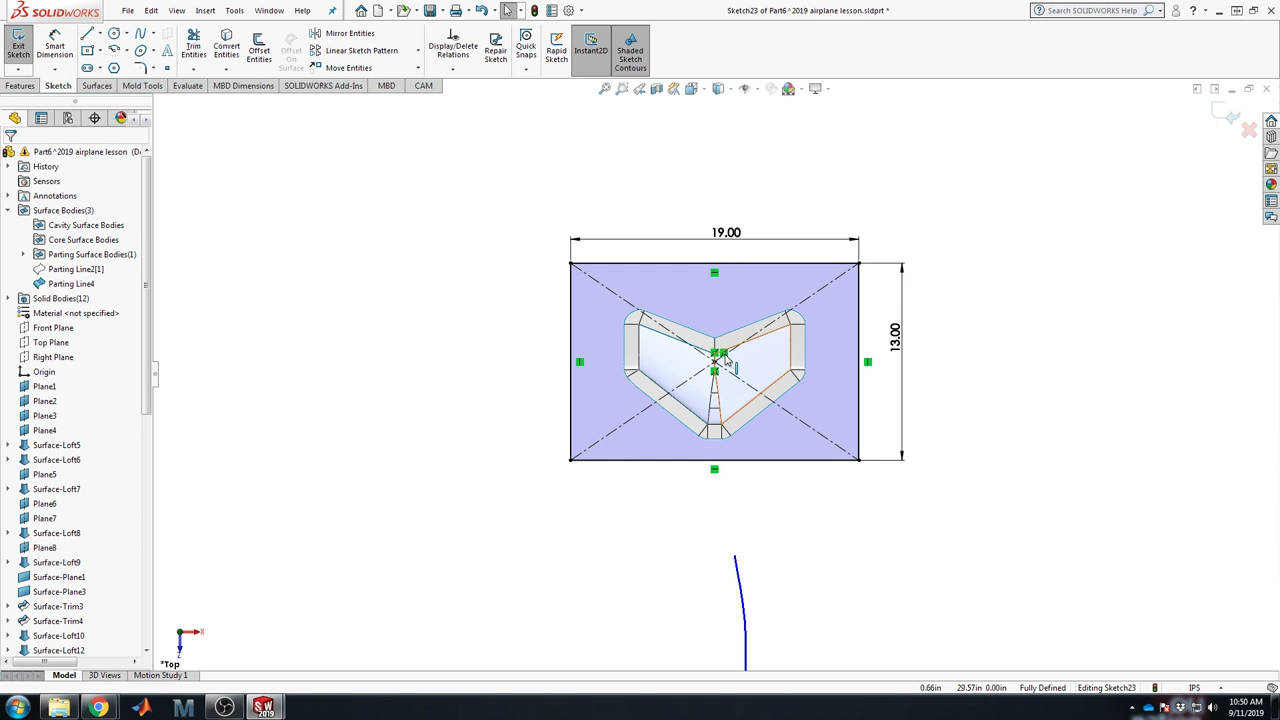 SOLIDWORKS File Edit View Insert Tools Window Help Sketch23 of Part6^2019 airplane lesson.sldprt * Search SOLIDWORKS Help
Exit Sketch Smart Dimension Trim Entities Convert Entities Offset Entities Offset On Surface Mirror Entities Display/Delete Relations Repair Sketch Quick Snaps Rapid Sketch Instant2D Shaded Sketch Contours
Linear Sketch Pattern
Move Entities
Features Sketch Surfaces Mold Tools Evaluate MBD Dimensions SOLIDWORKS Add-Ins MBD CAM
Part6^2019 airplane lesson (D
History
Sensors
Annotations
Surface Bodies(3)
Cavity Surface Bodies
Core Surface Bodies
Parting Surface Bodies(1)
Parting Line2[1]
Parting Line4
Solid Bodies(12)
Material <not specified>
Front Plane
Top Plane
Right Plane
Origin
Plane1
Plane2
Plane3
Plane4
Surface-Loft5
Surface-Loft6
Plane5
Surface-Loft7
Plane6
Plane7
Surface-Loft8
Plane8
Surface-Loft9
Surface-Plane1
Surface-Plane3
Surface-Trim3
Surface-Trim4
Surface-Loft10
Surface-Loft12
19.00
13.00
X
Z
*Top
Model 3D Views Motion Study 1
0.66in 29.57in 0.00in Fully Defined Editing Sketch23 IPS
SW 2019
10:50 AM
9/11/2019